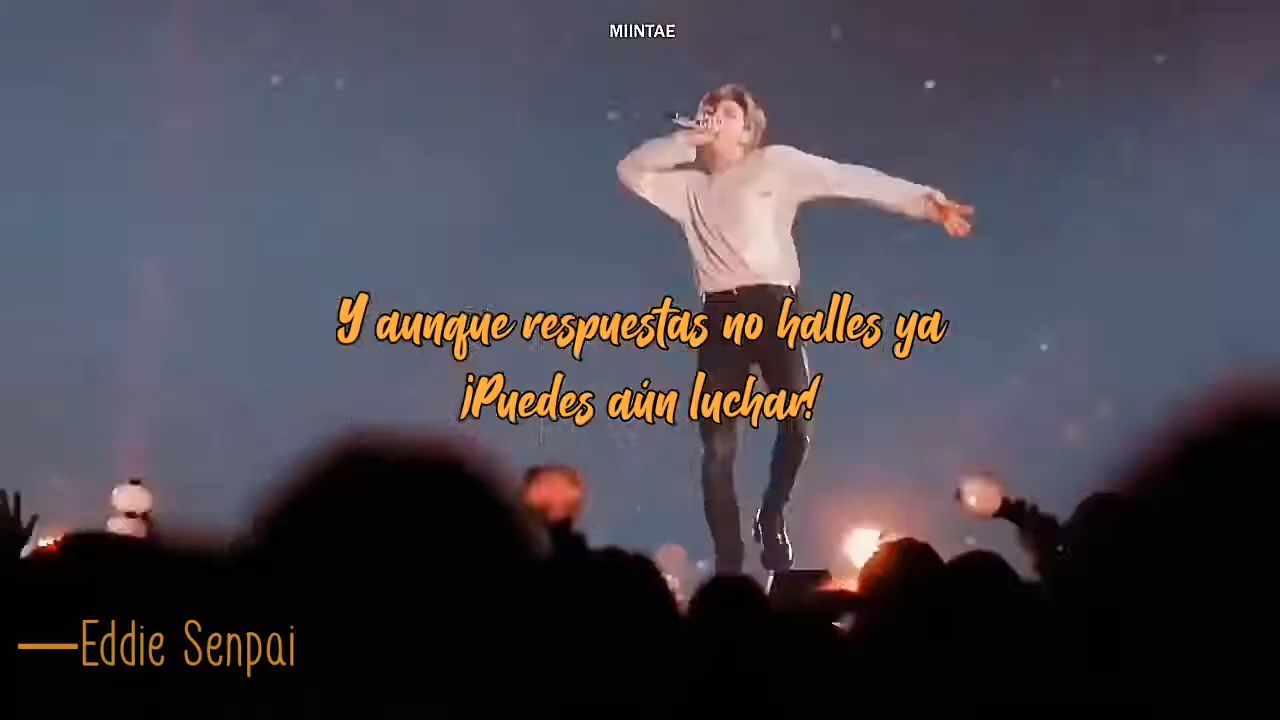 MIINTAE
Y aunque respuestas no halles ya
¡Puedes aún luchar!
—Eddie Senpai